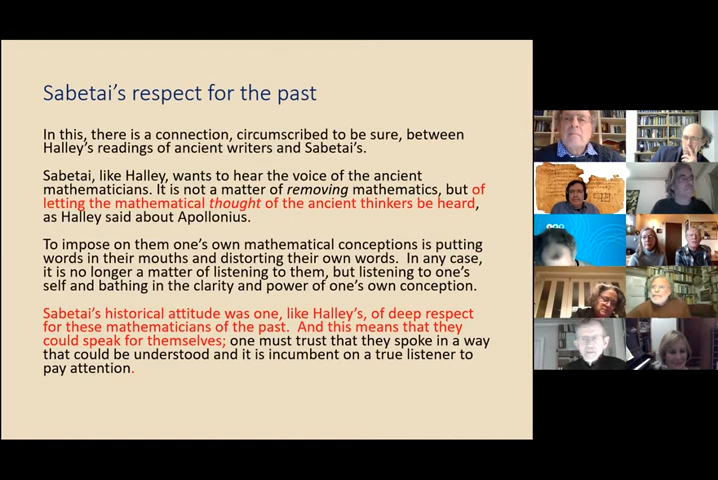 Sabetai's respect for the past
In this, there is a connection, circumscribed to be sure, between
Halley's readings of ancient writers and Sabetai's.
Sabetai, like Halley, wants to hear the voice of the ancient
mathematicians. It is not a matter of removing mathematics, but of
letting the mathematical thought of the ancient thinkers be heard,
as Halley said about Apollonius.
To impose on them one's own mathematical conceptions is putting
words in their mouths and distorting their own words. In any case,
it is no longer a matter of listening to them, but listening to one's
self and bathing in the clarity and power of one's own conception.
Sabetai's historical attitude was one, like Halley's, of deep respect
for these mathematicians of the past. And this means that they
could speak for themselves; one must trust that they spoke in a way
that could be understood and it is incumbent on a true listener to
pay attention.